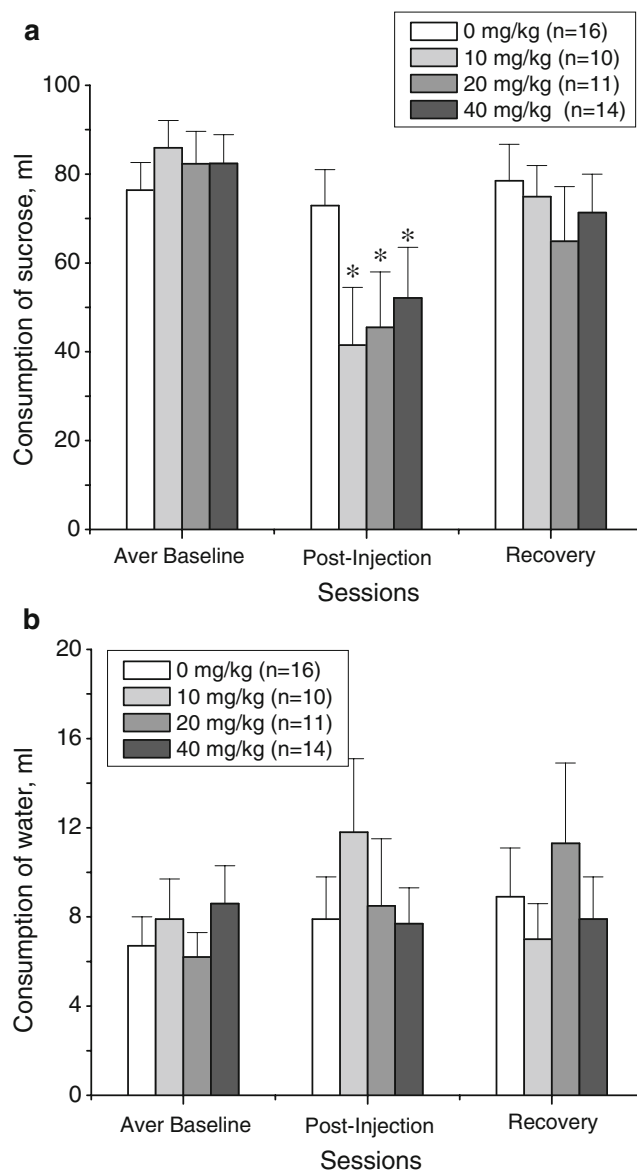 a
0 mg/kg (n=16)
10 mg/kg (n=10)
20 mg/kg (n=11)
40 mg/kg (n=14)
100
80
60
40
20
0
Consumption of sucrose, ml
* * *
Aver Baseline Post-Injection Recovery
Sessions
b
0 mg/kg (n=16)
10 mg/kg (n=10)
20 mg/kg (n=11)
40 mg/kg (n=14)
20
16
12
8
4
0
Consumption of water, ml
Aver Baseline Post-Injection Recovery
Sessions